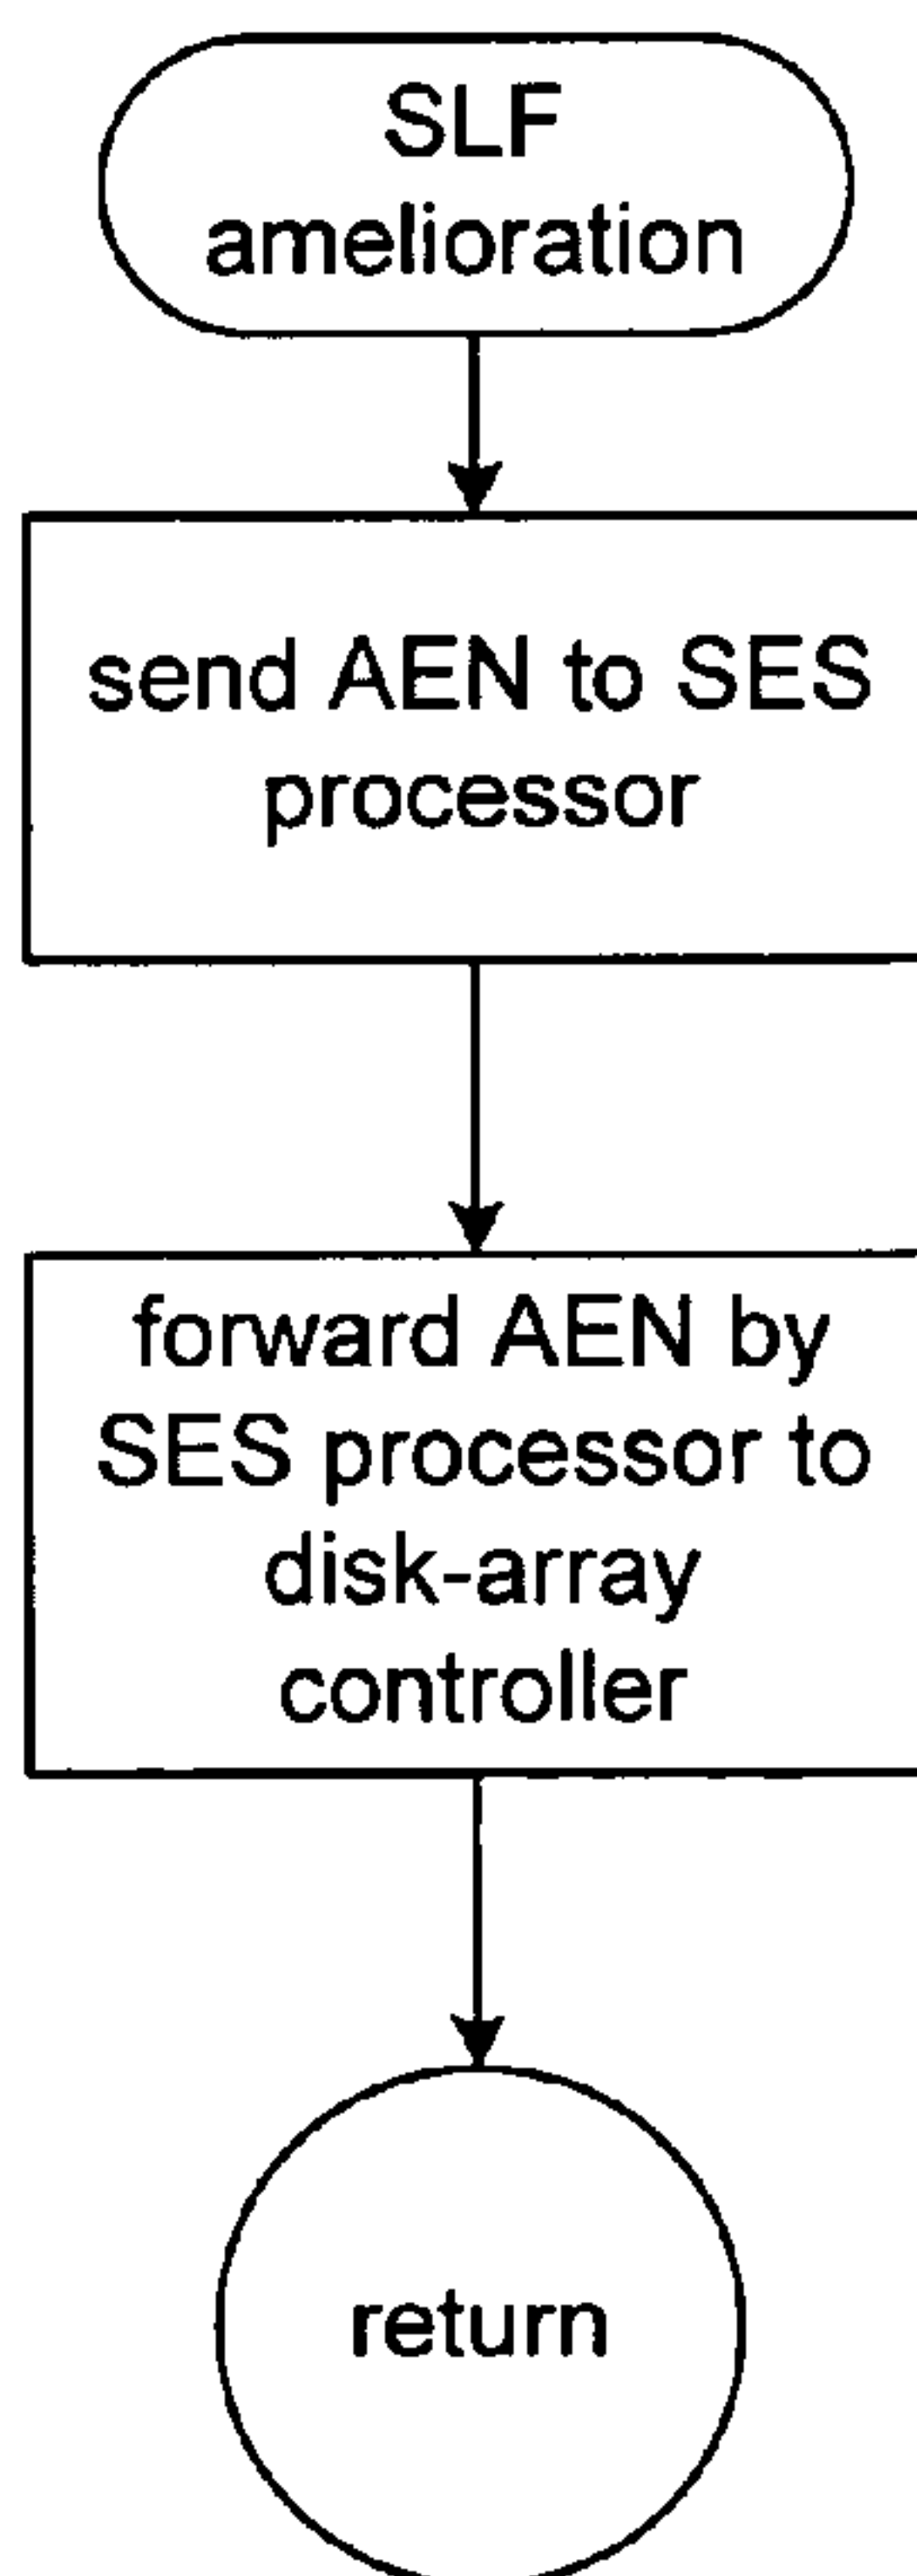 SLF
amelioration
send AEN to SES
processor
forward AEN by
SES processor to
disk-array
controller
return